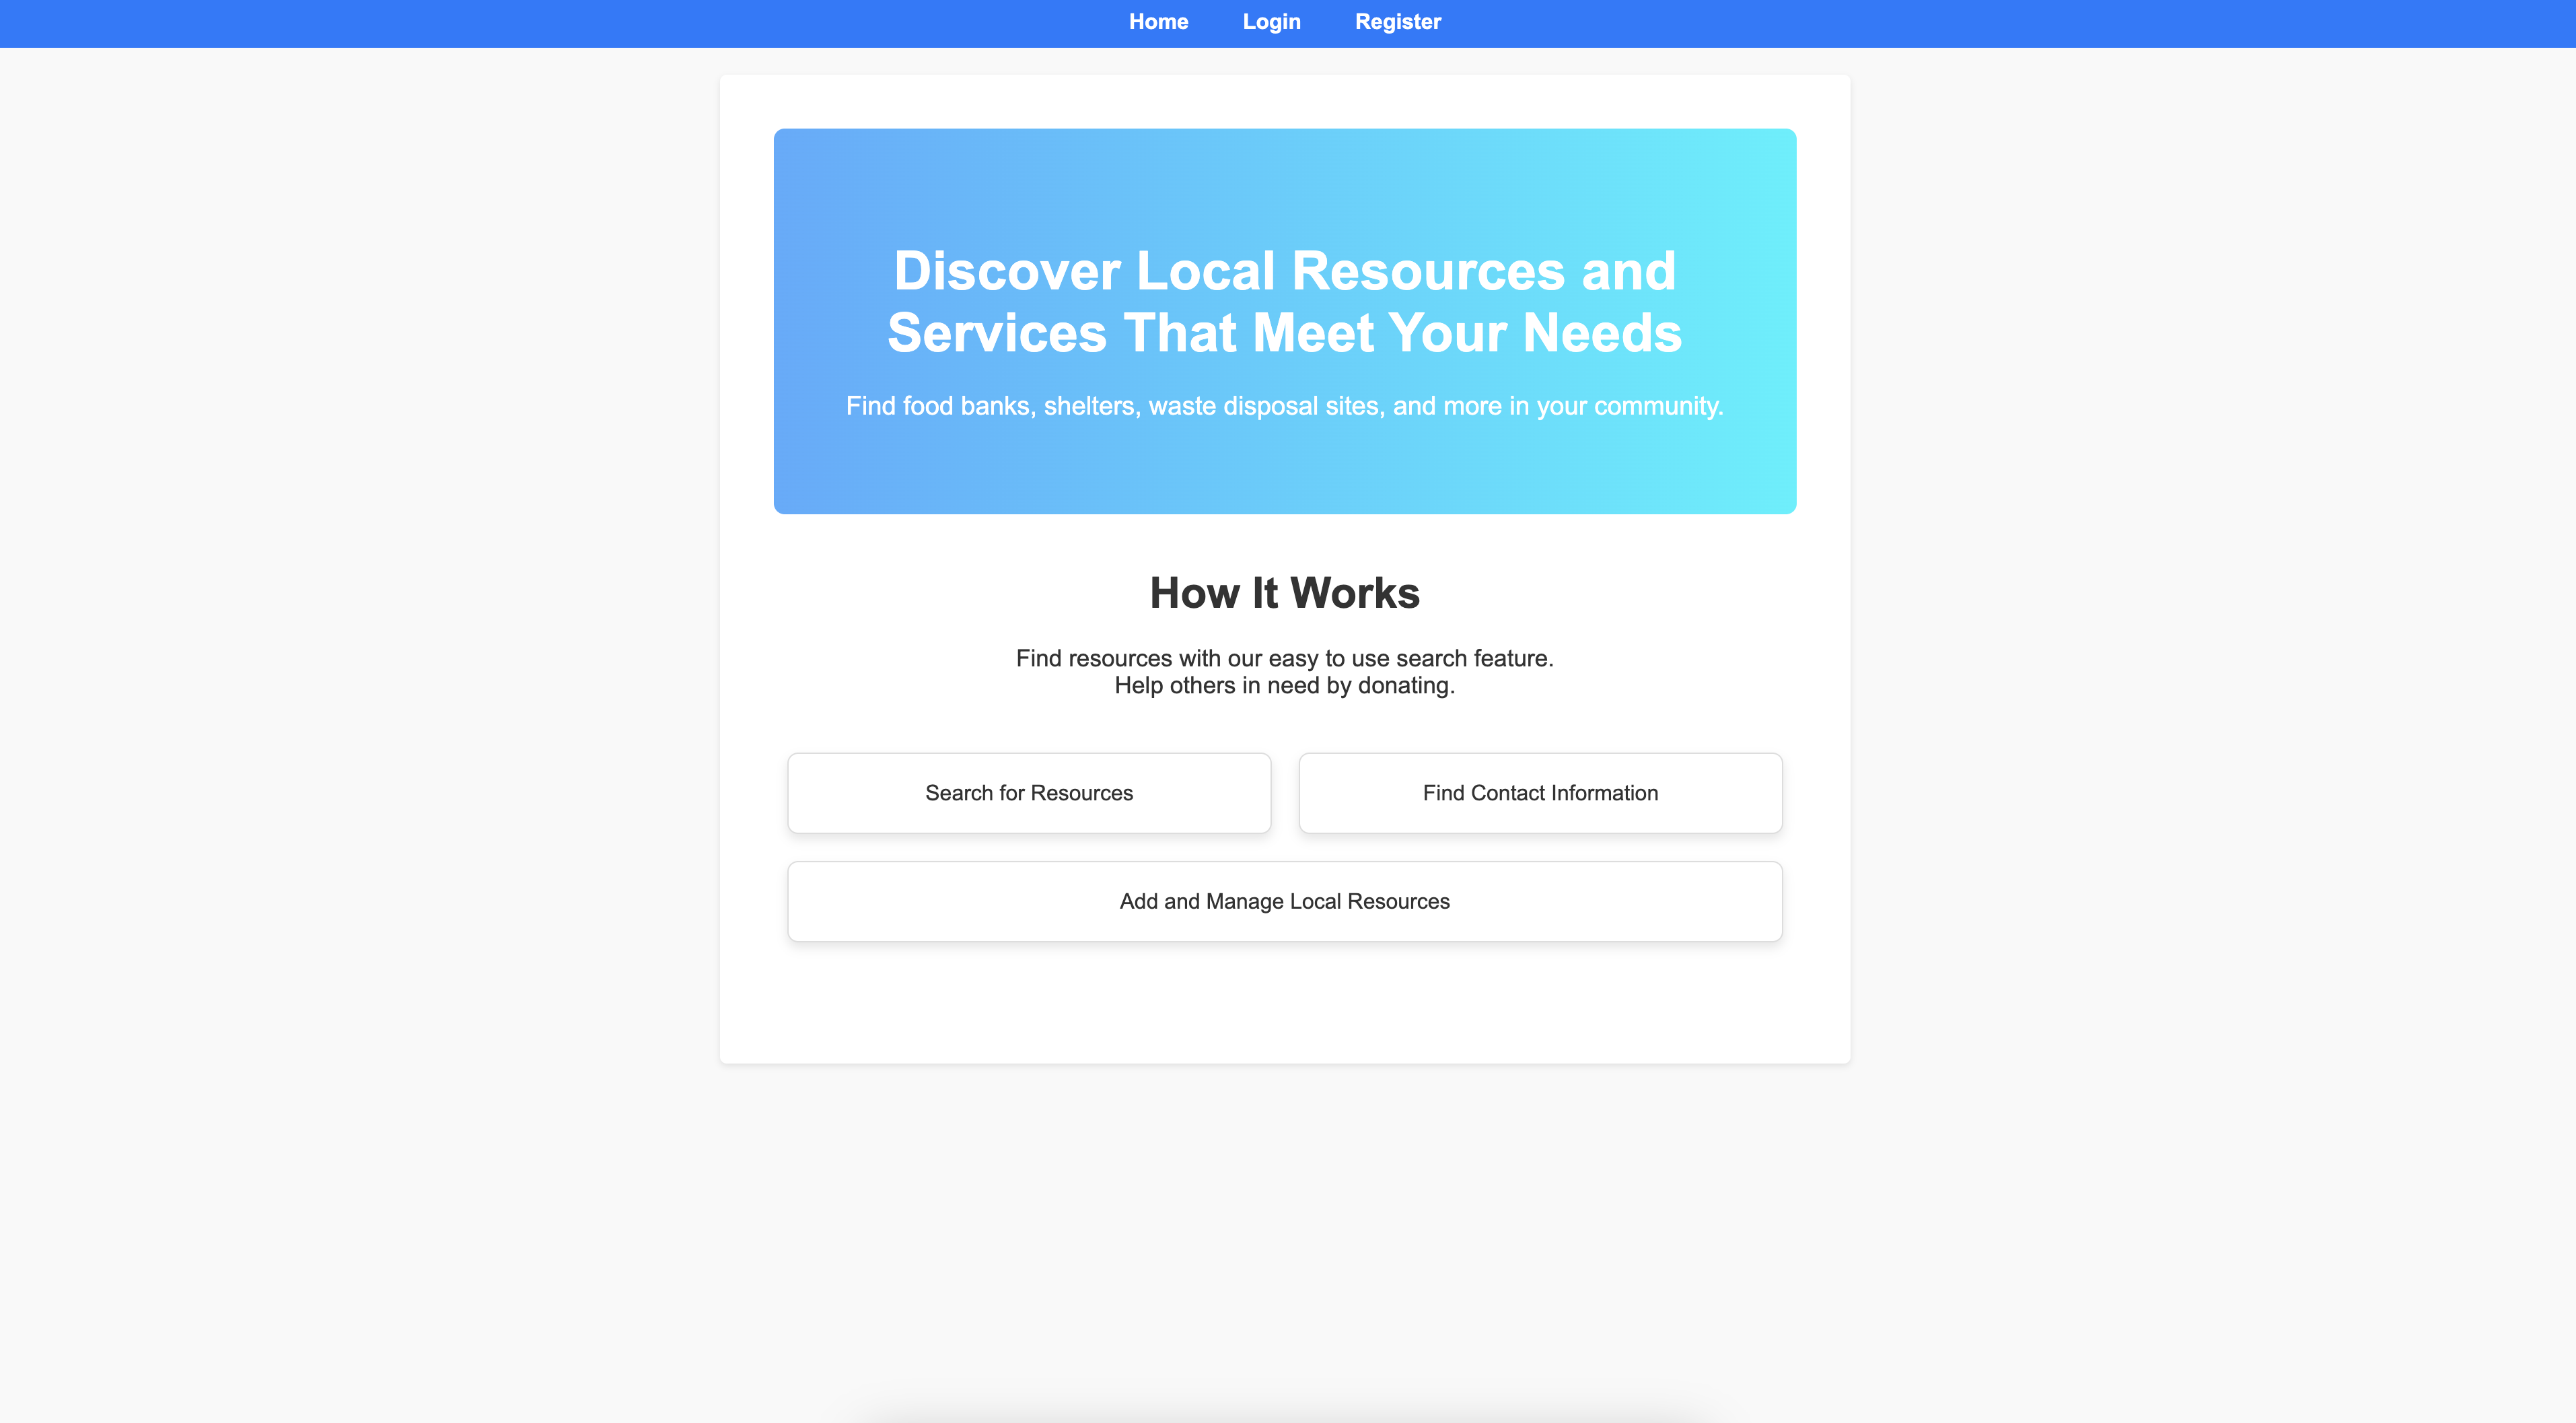 Home Login Register
Discover Local Resources and
Services That Meet Your Needs
Find food banks, shelters, waste disposal sites, and more in your community.
How It Works
Find resources with our easy to use search feature.
Help others in need by donating.
Search for Resources
Find Contact Information
Add and Manage Local Resources